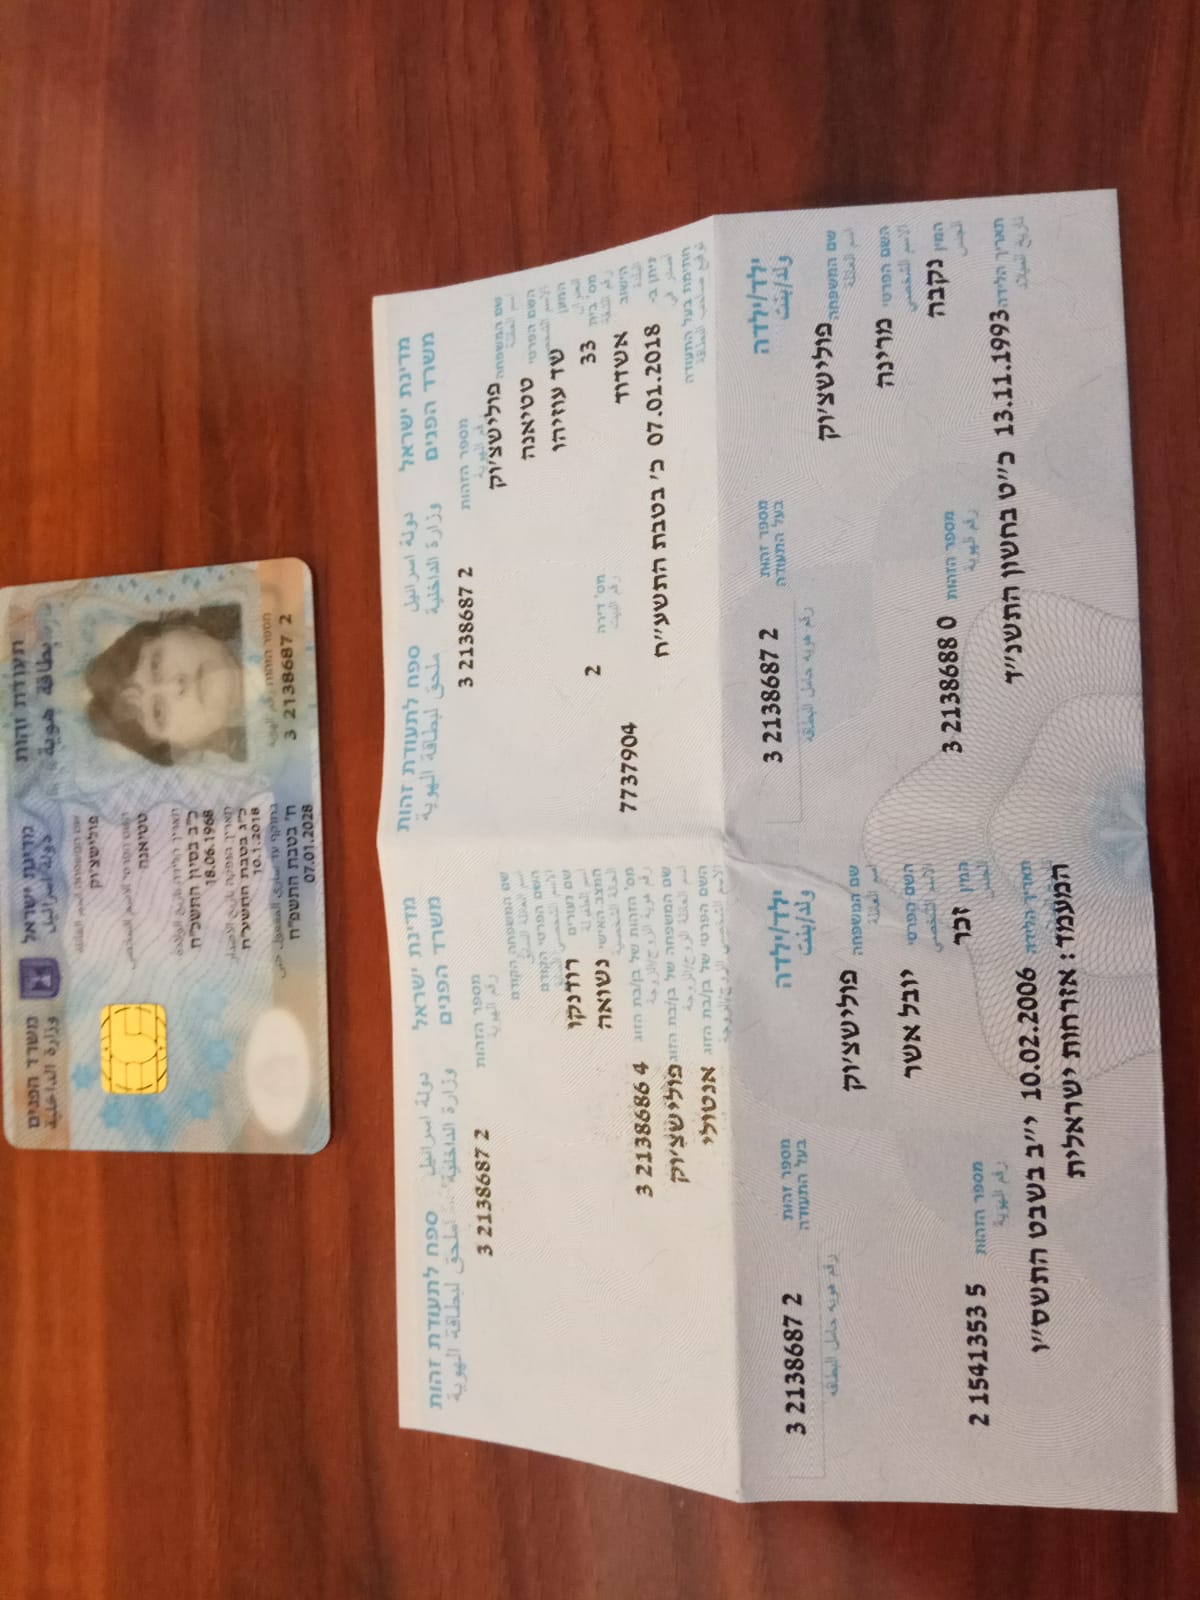 משרד הפנים
وزارة الداخلية
מדינת ישראל
دولة اسرائيل
תעודת זהות
بطاقة هوية
שם המשפחה اسم العائلة
פולישצ'וק
השם הפרטי الاسم الشخصي
טטיאנה
תאריך הלידה تاريخ الولادة
כ"ב בסיון התשכ"ח
18.06.1968
תאריך הנפקה تاريخ الاصدار
כ"ג בטבת התשע"ח
10.1.2018
בתוקף עד ساري المفعول حتى
ח' בטבת התשפ"ח
07.01.2028
מספר הזהות رقم الهوية
3 2138687 2
מדינת ישראל
משרד הפנים
دولة اسرائيل
وزارة الداخلية
ספח לתעודת זהות
ملحق لبطاقة الهوية
מספר הזהות 3 2138687 2
رقم الهوية
שם המשפחה פולישצ'וק
اسم العائلة
השם הפרטי טטיאנה
الاسم الشخصي
המען שד עוזיהו
العنوان
מס' בית 33 מס' דירה 2
رقم الشقة رقم البيت
הישוב אשדוד 7737904
البلدة
ניתן ב- 07.01.2018 כ' בטבת התשע"ח
أصدر في
חתימת בעל התעודה
توقيع صاحب البطاقة
מדינת ישראל
משרד הפנים
دولة اسرائيل
وزارة الداخلية
ספח לתעודת זהות
ملحق لبطاقة الهوية
מספר הזהות 3 2138687 2
رقم الهوية
שם המשפחה הקודם
اسم العائلة السابق
השם הפרטי הקודם
الاسم الشخصي السابق
שם נעורים רודנקו
اسم الطفولة
המצב האישי נשואה
الحالة الشخصية
מס' הזהות של בן/בת הזוג 3 2138686 4
رقم هوية الزوج/الزوجة
שם המשפחה של בן/בת הזוג פולישצ'וק
اسم العائلة الزوج/الزوجة
השם הפרטי של בן/בת הזוג אנטולי
الاسم الشخصي الزوج/الزوجة
ילד/ילדה
ولد/بنت
מספר זהות
בעל התעודה 3 2138687 2
رقم هوية حامل البطاقة
שם המשפחה פולישצ'וק
اسم العائلة
השם הפרטי מרינה
الاسم الشخصي
המין נקבה
الجنس
מספר הזהות 3 2138688 0
رقم الهوية
תאריך הלידה 13.11.1993 כ"ט בחשון התשנ"ד
تاريخ الميلاد
ילד/ילדה
ولد/بنت
מספר זהות
בעל התעודה 3 2138687 2
رقم هوية حامل البطاقة
שם המשפחה פולישצ'וק
اسم العائلة
השם הפרטי יובל אשר
الاسم الشخصي
המין זכר
الجنس
מספר הזהות 2 1541353 5
رقم الهوية
תאריך הלידה 10.02.2006 י"ב בשבט התשס"ו
המעמד: אזרחות ישראלית